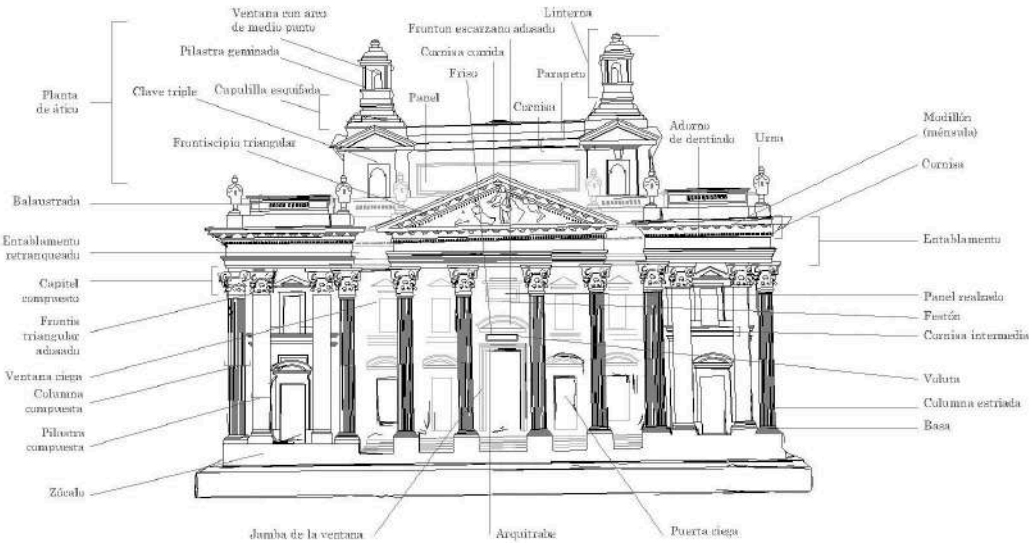 Ventana con arco
de medio punto
Pilastra geminada
Clave triple
Capulilla esquifada
Frontiscipio triangular
Planta
de ático
Balaustrada
Entablamento
retranqueado
Capitel
compuesto
Frontis
triangular
adosado
Ventana ciega
Columna
compuesta
Pilastra
compuesta
Zócalo
Frunton escarzano adosado
Cornisa corrida
Friso
Panel
Linterna
Parapeto
Cornisa
Adorno
de dentículo
Urna
Modillón
(ménsula)
Cornisa
Entablamento
Panel realzado
Festón
Cornisa intermedia
Voluta
Columna estriada
Basa
Jamba de la ventana
Arquitrabe
Puerta ciega